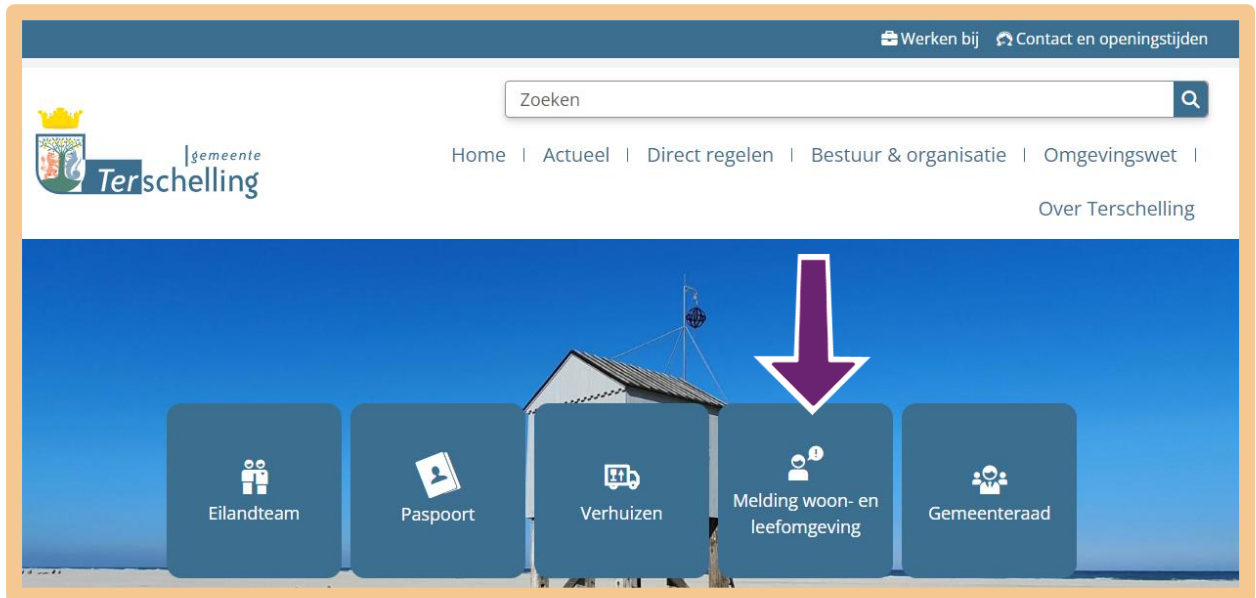 Werken bij Contact en openingstijden
Zoeken
gemeente
Terschelling
Home | Actueel | Direct regelen | Bestuur & organisatie | Omgevingswet |
Over Terschelling
Eilandteam
Paspoort
Verhuizen
Melding woon- en
leefomgeving
Gemeenteraad